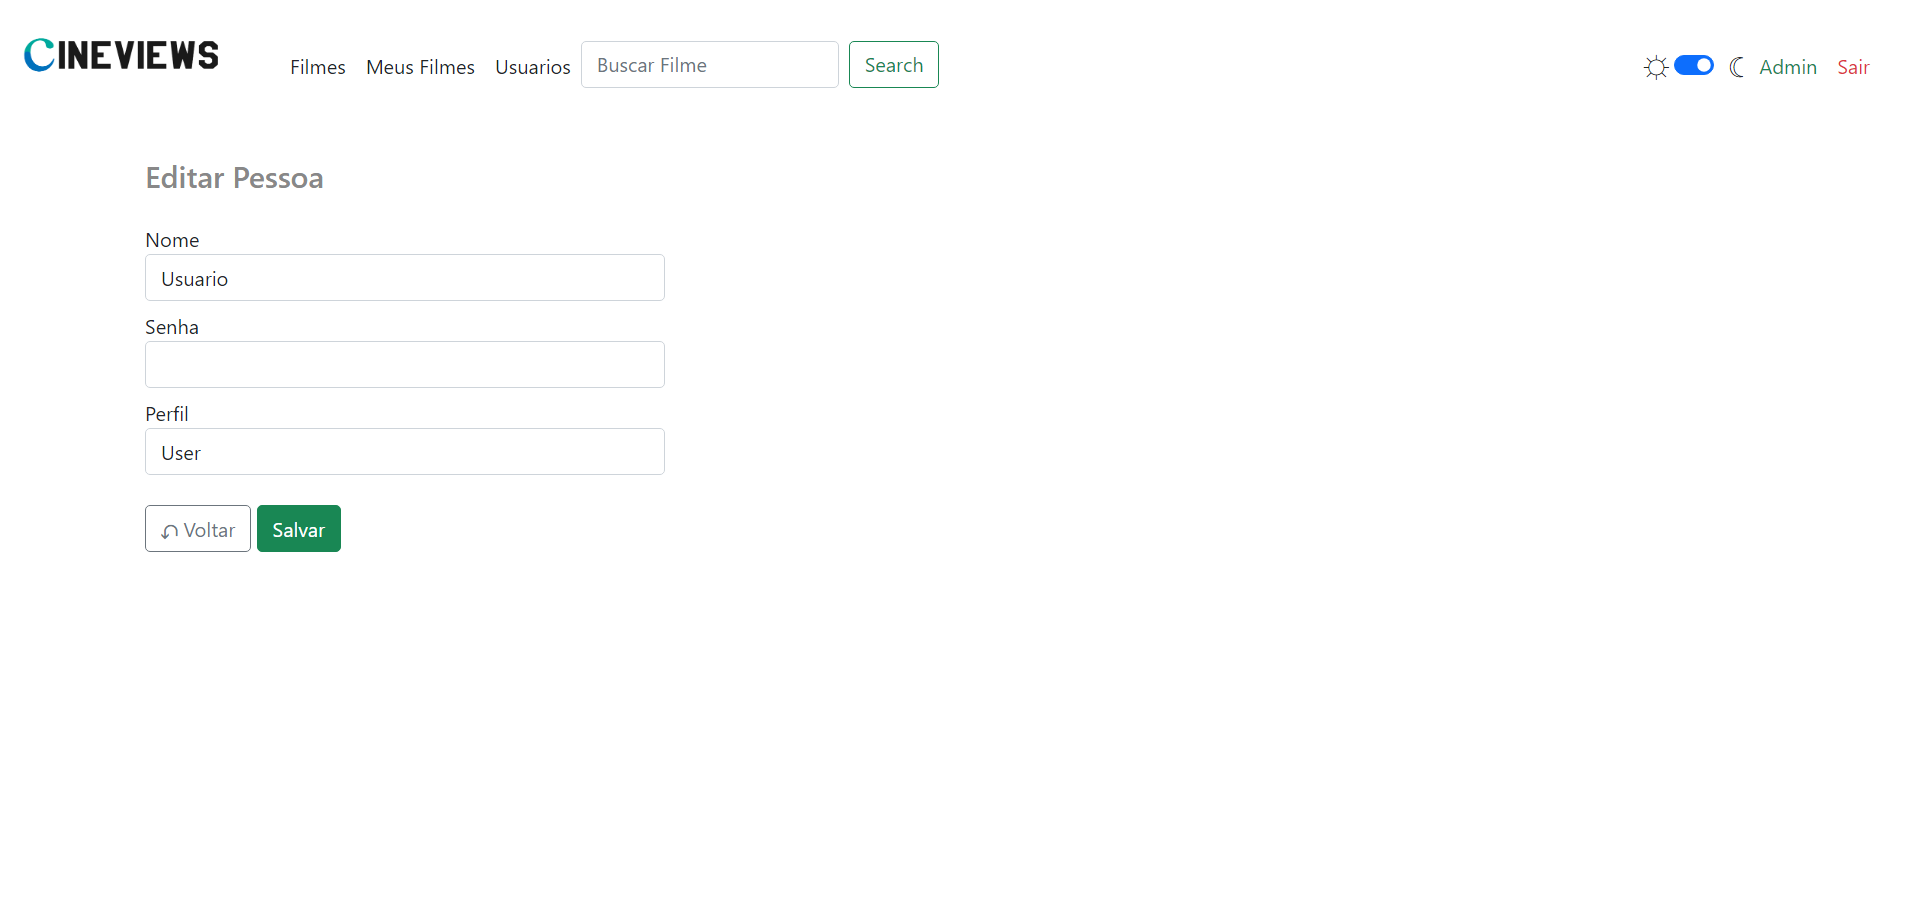 CINEVIEWS
Filmes Meus Filmes Usuarios Buscar Filme Search Admin Sair
Editar Pessoa
Nome
Usuario
Senha
Perfil
User
Voltar Salvar